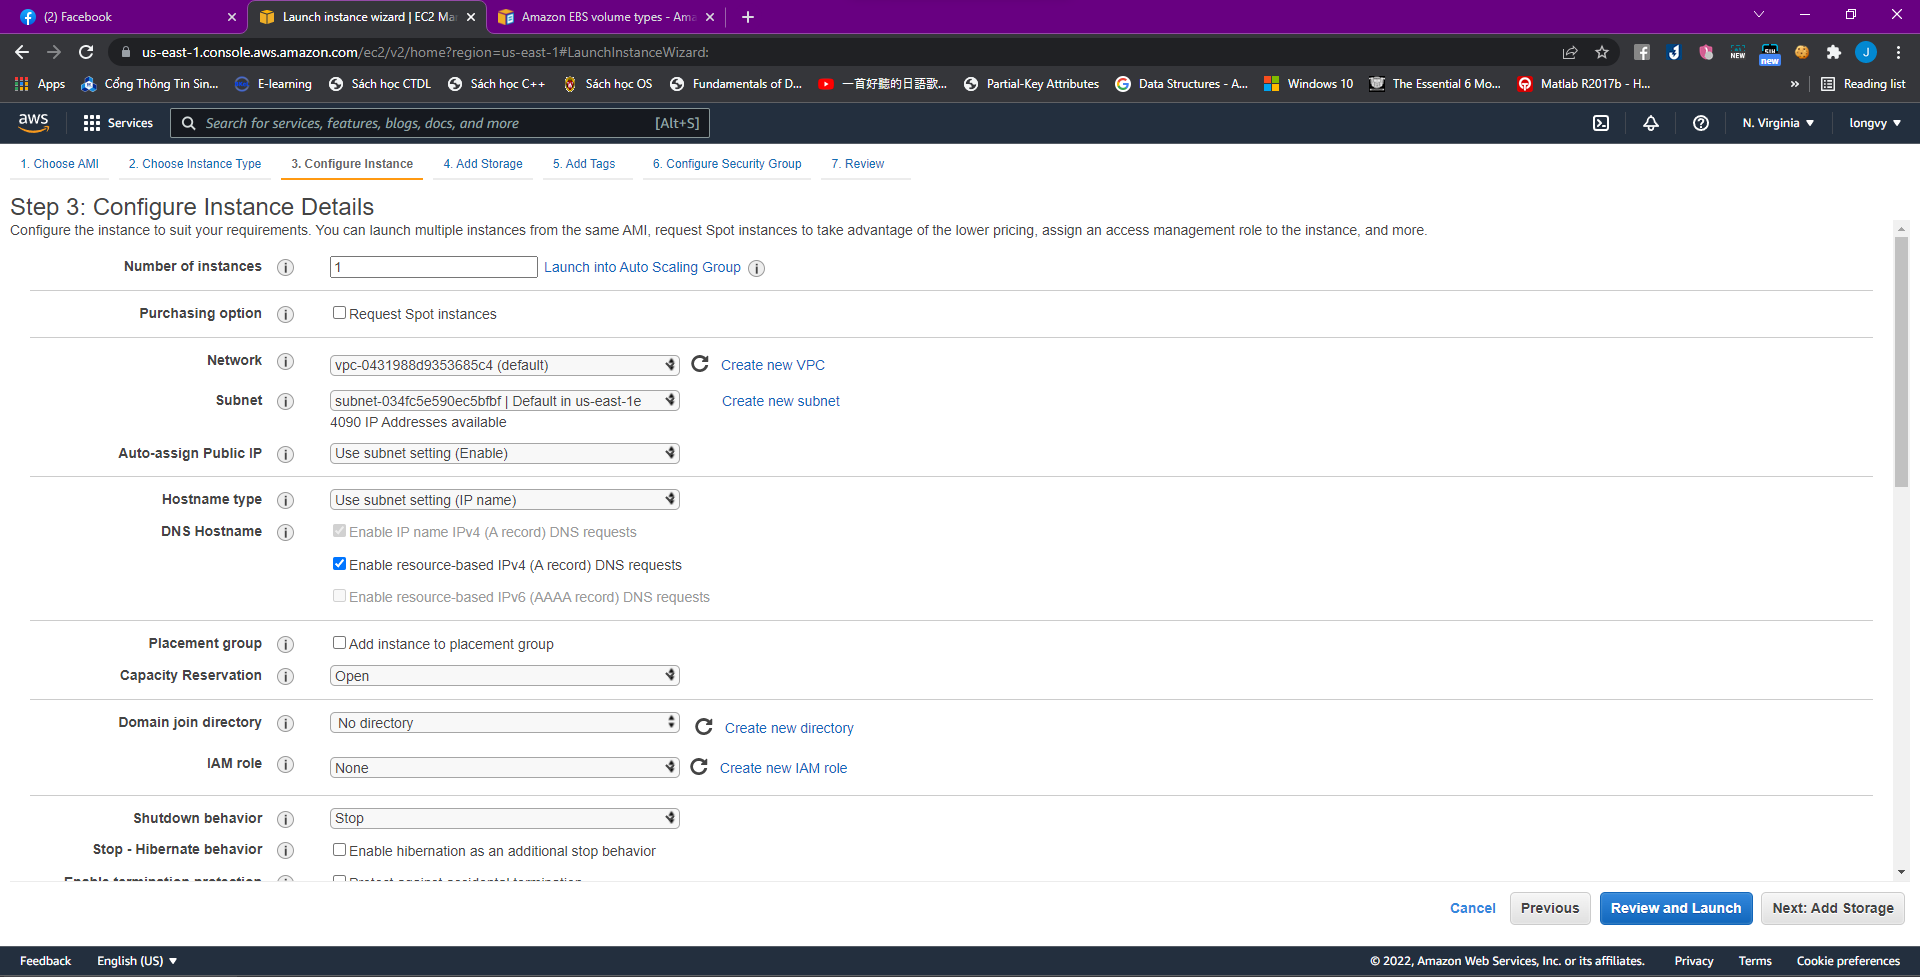 (2) Facebook
Launch instance wizard | EC2 Ma
Amazon EBS volume types - Ama
us-east-1.console.aws.amazon.com/ec2/v2/home?region=us-east-1#LaunchInstanceWizard:
Apps
Cổng Thông Tin Sin...
E-learning
Sách học CTDL
Sách học C++
Sách học OS
Fundamentals of D...
一首好聽的日語歌...
Partial-Key Attributes
Data Structures - A...
Windows 10
The Essential 6 Mo...
Matlab R2017b - H...
»
Reading list
aws
Services
Search for services, features, blogs, docs, and more
[Alt+S]
N. Virginia
longvy
1. Choose AMI
2. Choose Instance Type
3. Configure Instance
4. Add Storage
5. Add Tags
6. Configure Security Group
7. Review
Step 3: Configure Instance Details
Configure the instance to suit your requirements. You can launch multiple instances from the same AMI, request Spot instances to take advantage of the lower pricing, assign an access management role to the instance, and more.
Number of instances
1
Launch into Auto Scaling Group
Purchasing option
Request Spot instances
Network
vpc-0431988d9353685c4 (default)
Create new VPC
Subnet
subnet-034fc5e590ec5bfbf | Default in us-east-1e
Create new subnet
4090 IP Addresses available
Auto-assign Public IP
Use subnet setting (Enable)
Hostname type
Use subnet setting (IP name)
DNS Hostname
Enable IP name IPv4 (A record) DNS requests
Enable resource-based IPv4 (A record) DNS requests
Enable resource-based IPv6 (AAAA record) DNS requests
Placement group
Add instance to placement group
Capacity Reservation
Open
Domain join directory
No directory
Create new directory
IAM role
None
Create new IAM role
Shutdown behavior
Stop
Stop - Hibernate behavior
Enable hibernation as an additional stop behavior
Enable termination protection
Protect against accidental termination
Cancel
Previous
Review and Launch
Next: Add Storage
Feedback
English (US)
© 2022, Amazon Web Services, Inc. or its affiliates.
Privacy
Terms
Cookie preferences